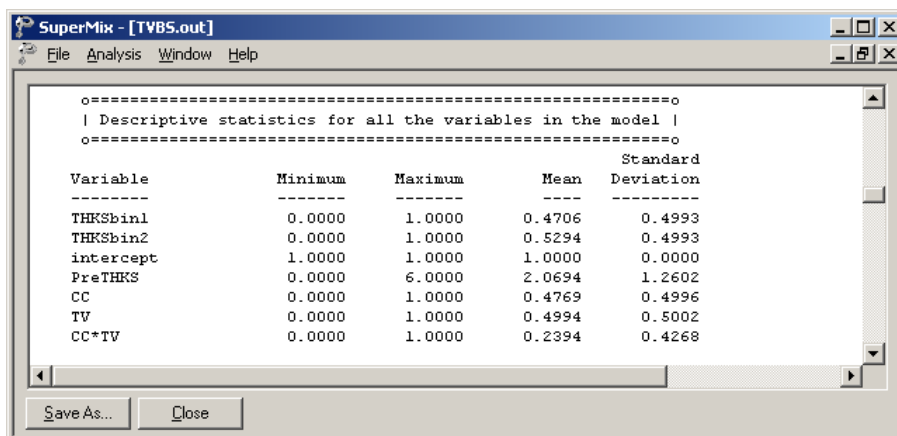 SuperMix - [TVBS.out]
File Analysis Window Help
o===========================================================o
| Descriptive statistics for all the variables in the model |
o===========================================================o
Standard
Variable Minimum Maximum Mean Deviation
-------- ------- ------- ---- ---------
THKSbin1 0.0000 1.0000 0.4706 0.4993
THKSbin2 0.0000 1.0000 0.5294 0.4993
intercept 1.0000 1.0000 1.0000 0.0000
PreTHKS 0.0000 6.0000 2.0694 1.2602
CC 0.0000 1.0000 0.4769 0.4996
TV 0.0000 1.0000 0.4994 0.5002
CC*TV 0.0000 1.0000 0.2394 0.4268
Save As... Close